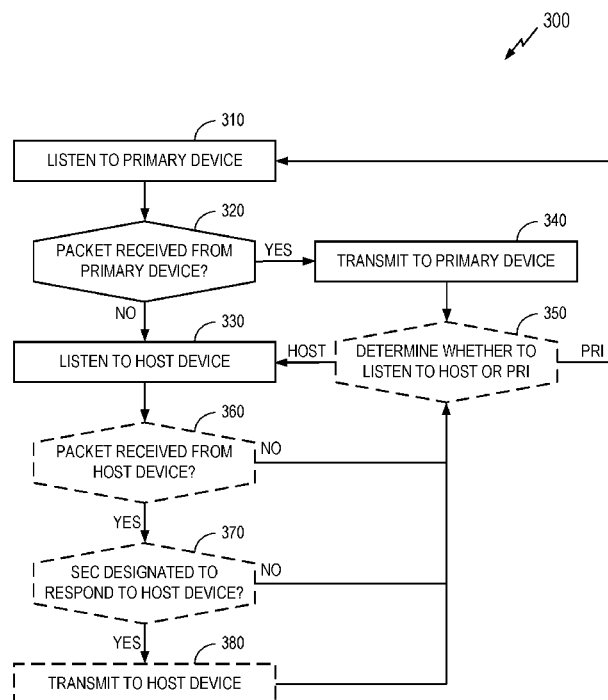 300
310
LISTEN TO PRIMARY DEVICE
320
PACKET RECEIVED FROM
PRIMARY DEVICE?
YES
NO
340
TRANSMIT TO PRIMARY DEVICE
330
LISTEN TO HOST DEVICE
HOST
350
DETERMINE WHETHER TO
LISTEN TO HOST OR PRI
PRI
360
PACKET RECEIVED FROM
HOST DEVICE?
NO
YES
370
SEC DESIGNATED TO
RESPOND TO HOST DEVICE?
NO
YES
380
TRANSMIT TO HOST DEVICE